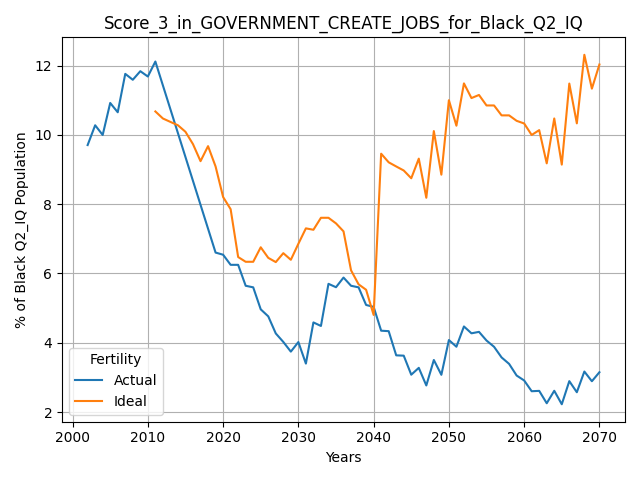 Score_3_in_GOVERNMENT_CREATE_JOBS_for_Black_Q2_IQ
% of Black Q2_IQ Population
12
10
8
6
4
2
Fertility
Actual
Ideal
2000 2010 2020 2030 2040 2050 2060 2070
Years